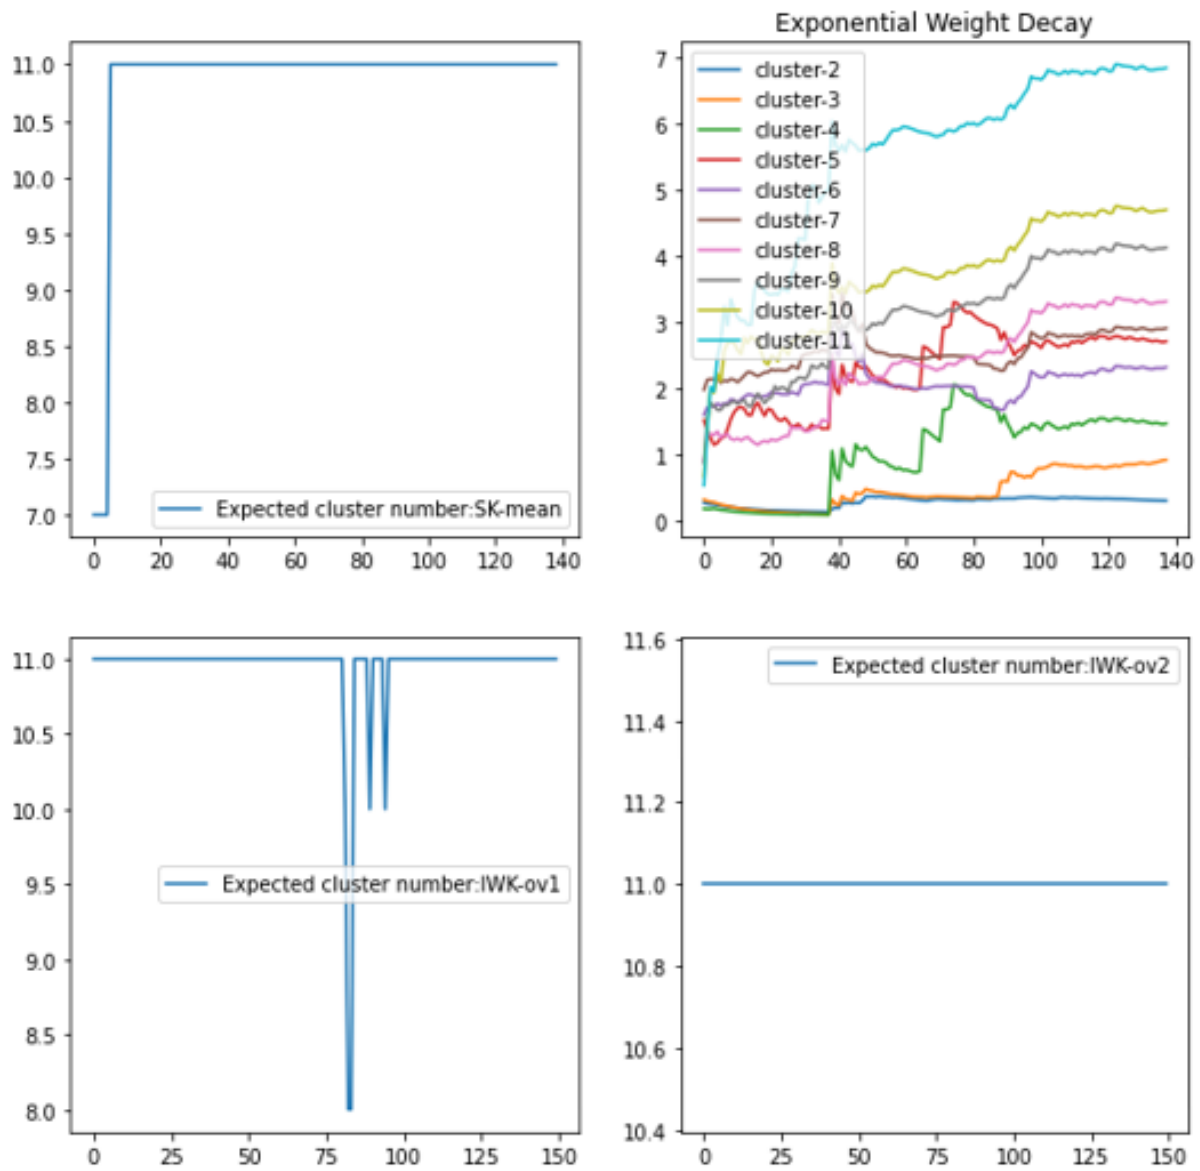 Exponential Weight Decay
11.0
10.5
10.0
9.5
9.0
8.5
8.0
7.5
7.0
Expected cluster number:SK-mean
0 20 40 60 80 100 120 140
7
6
5
4
3
2
1
0
cluster-2
cluster-3
cluster-4
cluster-5
cluster-6
cluster-7
cluster-8
cluster-9
cluster-10
cluster-11
0 20 40 60 80 100 120 140
11.0
10.5
10.0
9.5
9.0
8.5
8.0
Expected cluster number:IWK-ov1
0 25 50 75 100 125 150
11.6
11.4
11.2
11.0
10.8
10.6
10.4
Expected cluster number:IWK-ov2
0 25 50 75 100 125 150